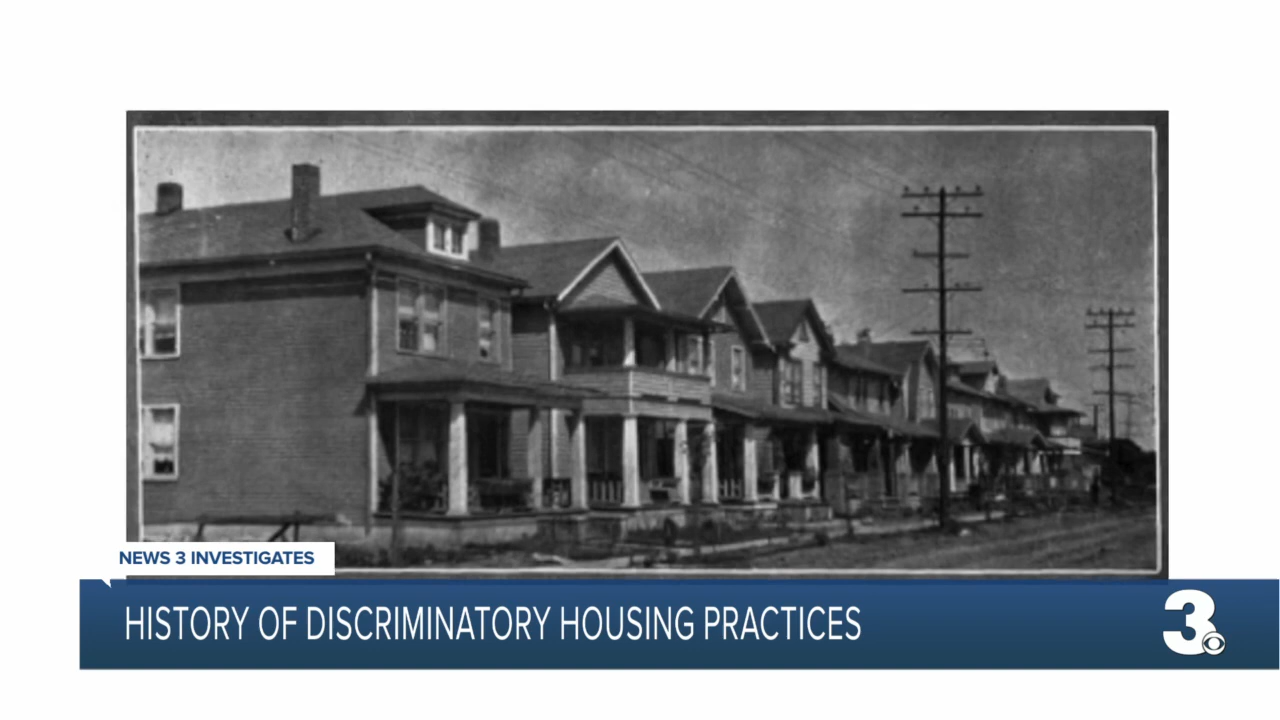 NEWS 3 INVESTIGATES
HISTORY OF DISCRIMINATORY HOUSING PRACTICES
3